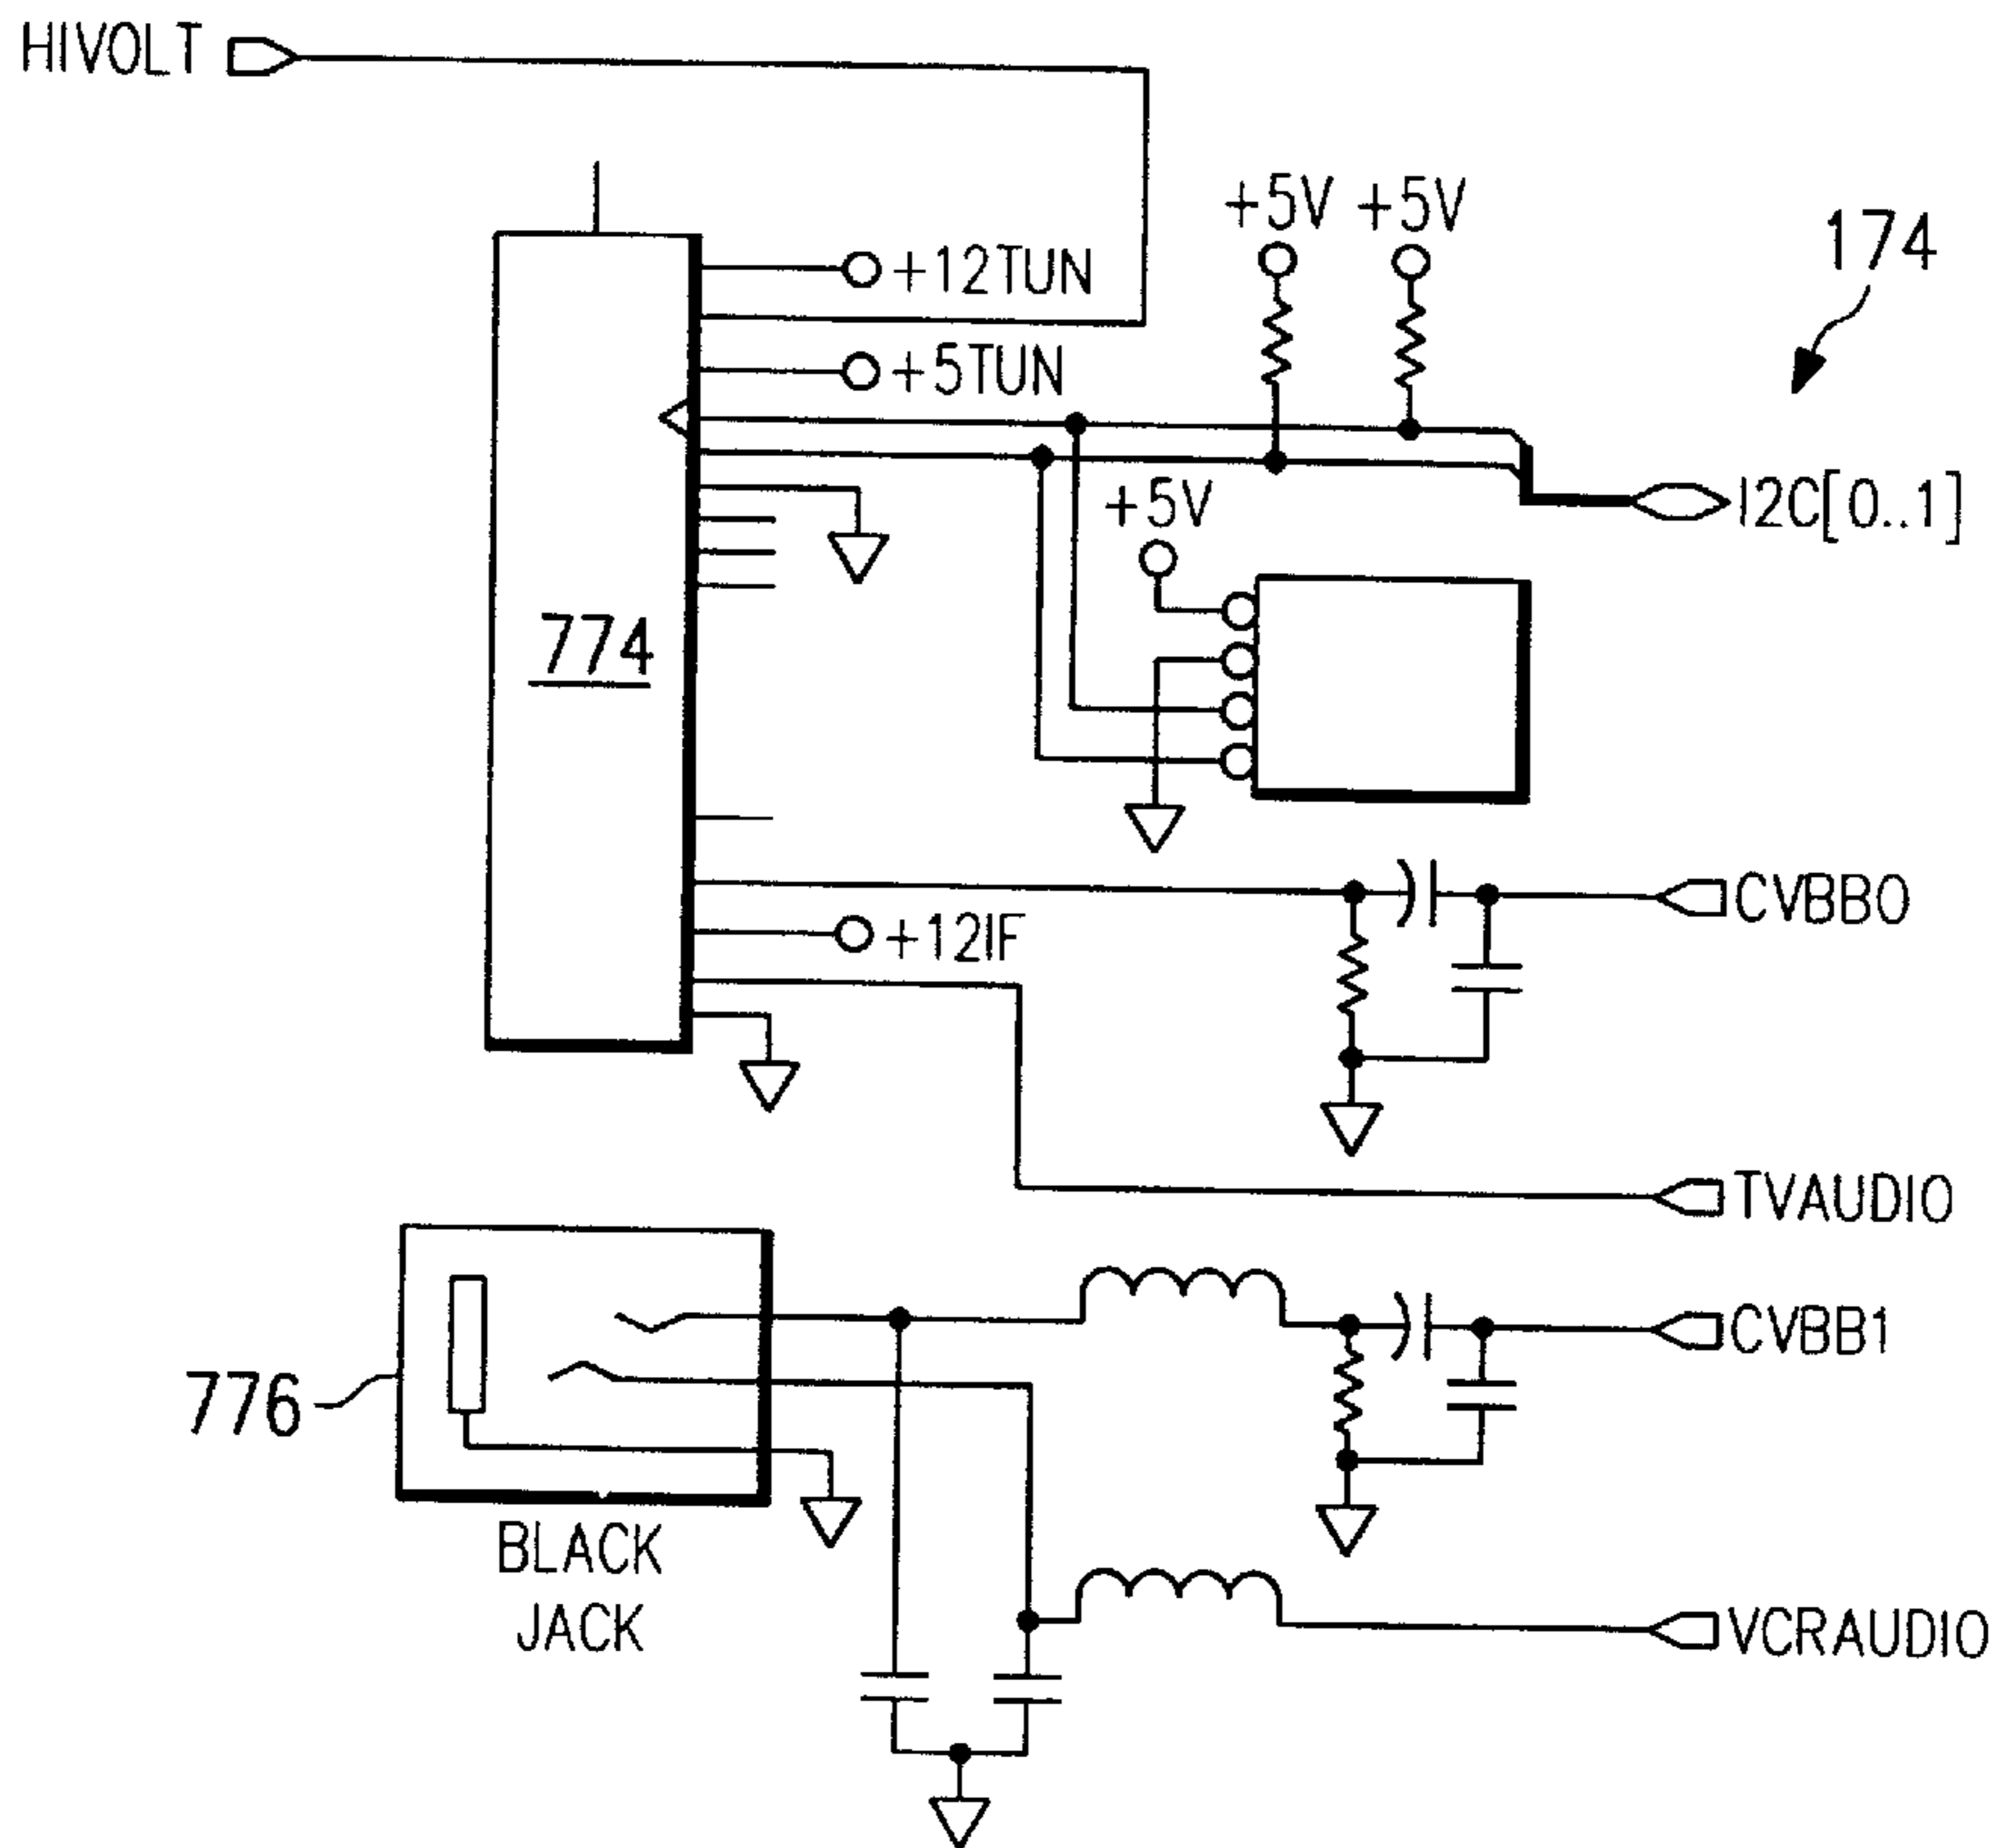 HIVOLT
+5V +5V
174
+12TUN
+5TUN
+5V
I2C[0..1]
774
CVBB0
+12IF
TVAUDIO
CVBB1
776
BLACK
JACK
VCRAUDIO